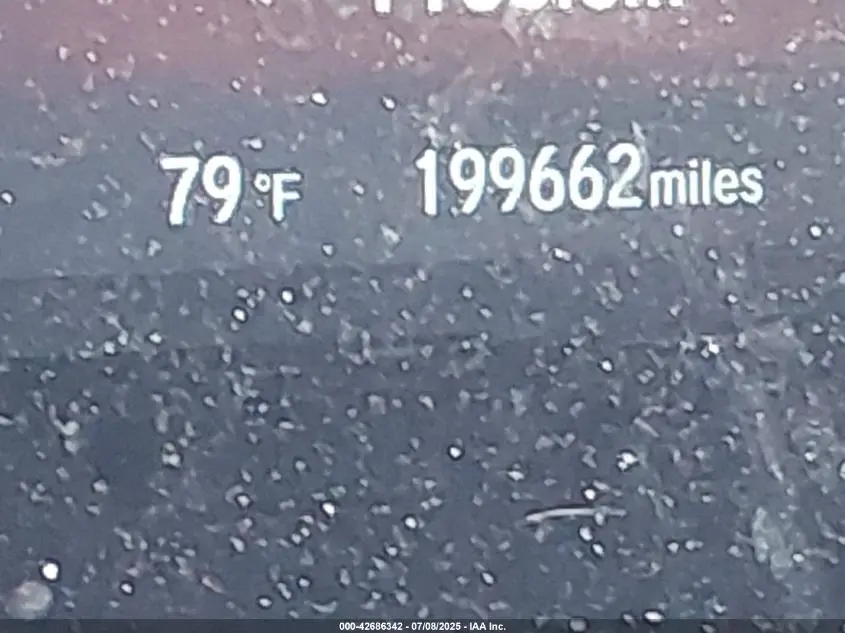 79 °F 199662 miles
000-42686342 - 07/08/2025 - IAA Inc.